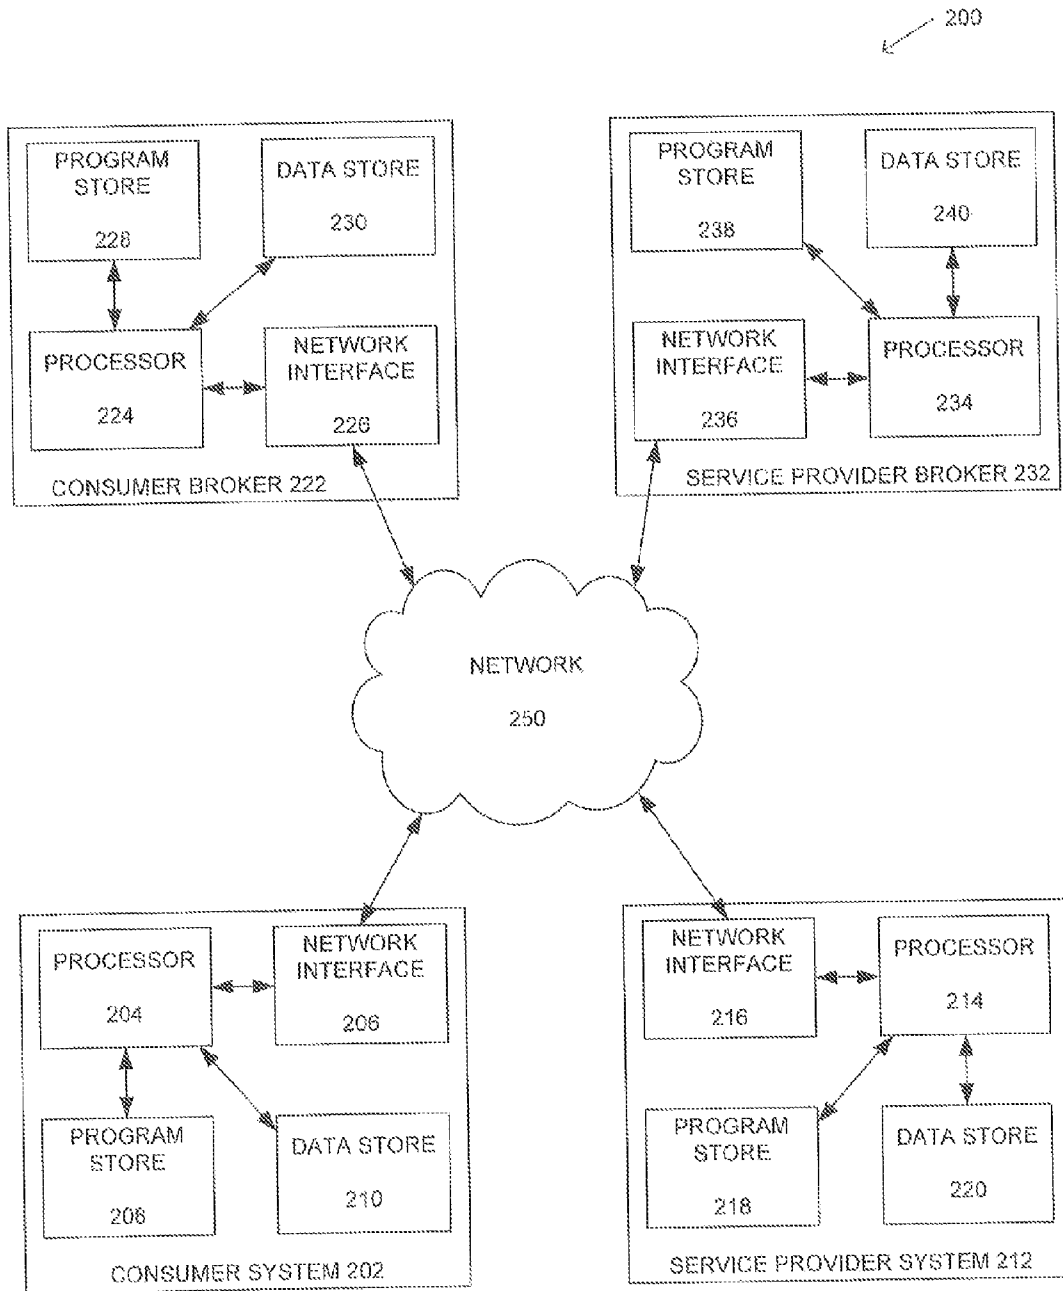 200
PROGRAM
STORE
228
DATA STORE
230
PROCESSOR
224
NETWORK
INTERFACE
226
CONSUMER BROKER 222
PROGRAM
STORE
238
DATA STORE
240
NETWORK
INTERFACE
236
PROCESSOR
234
SERVICE PROVIDER BROKER 232
NETWORK
250
PROCESSOR
204
NETWORK
INTERFACE
206
PROGRAM
STORE
208
DATA STORE
210
CONSUMER SYSTEM 202
NETWORK
INTERFACE
216
PROCESSOR
214
PROGRAM
STORE
218
DATA STORE
220
SERVICE PROVIDER SYSTEM 212